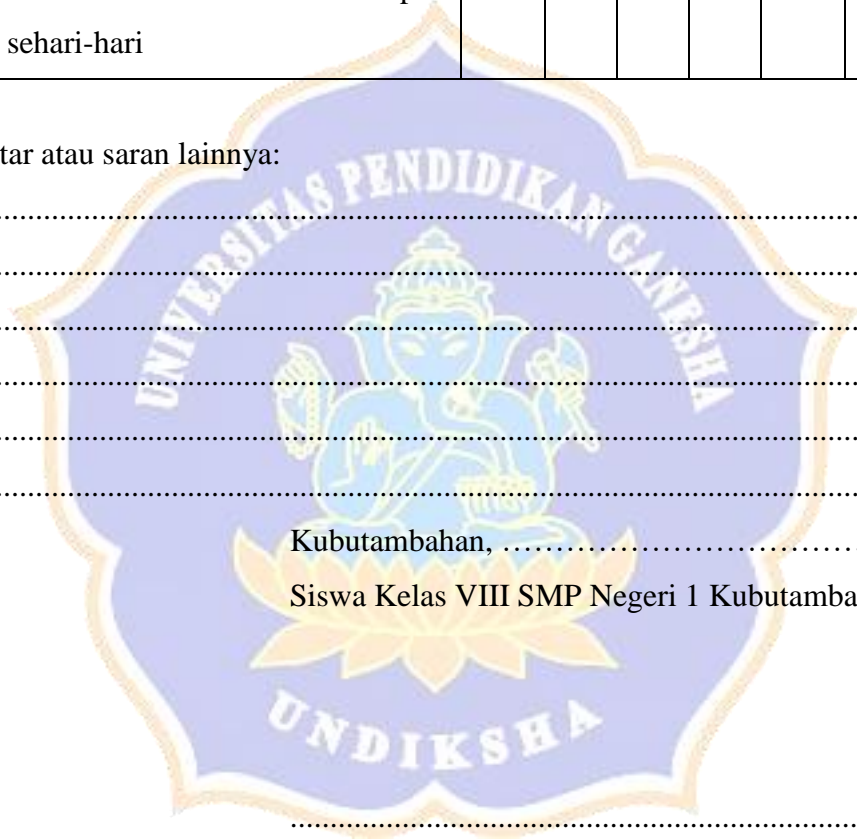 sehari-hari
tar atau saran lainnya:
....................................................................................
....................................................................................
....................................................................................
....................................................................................
....................................................................................
....................................................................................
Kubutambahan, ……………………………
Siswa Kelas VIII SMP Negeri 1 Kubutamba
......................................................
UNIVERSITAS PENDIDIKAN GANESHA
UNDIKSHA